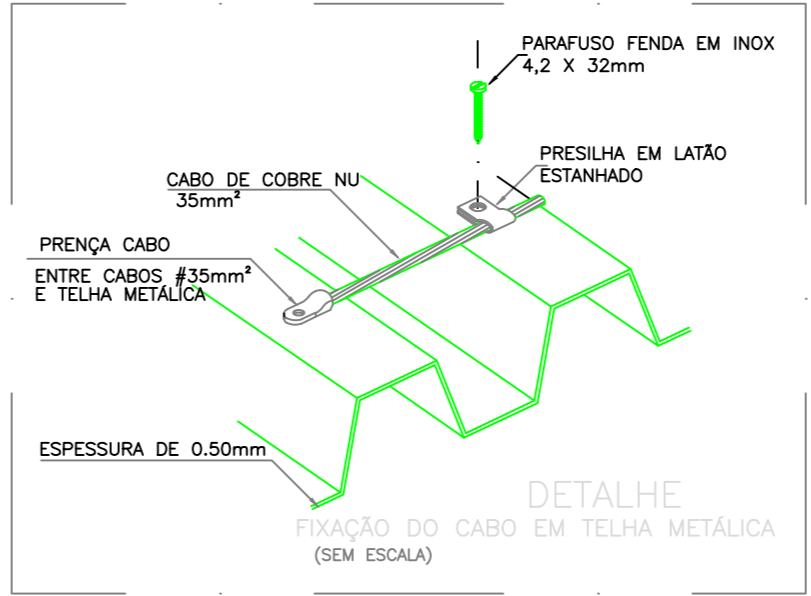 PARAFUSO FENDA EM INOX
4,2 X 32mm
PRESILHA EM LATÃO
ESTANHADO
CABO DE COBRE NU
35mm²
PRENÇA CABO
ENTRE CABOS #35mm²
E TELHA METÁLICA
ESPESSURA DE 0.50mm
DETALHE
FIXAÇÃO DO CABO EM TELHA METÁLICA
(SEM ESCALA)